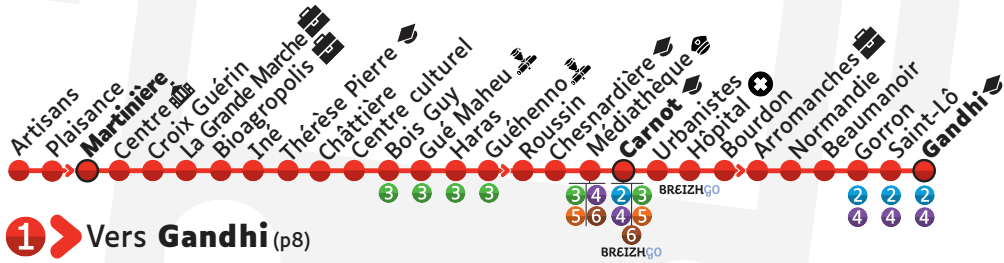 Artisans
Plaisance
Martinière
Centre
Croix Guérin
La Grande Marche
Bioagropolis
Iné
Thérèse Pierre
Châttière
Centre culturel
Bois Guy
Gué Maheu
Haras
Guéhenno
Roussin
Chesnardière
Médiathèque
Carnot
Urbanistes
Hôpital
Bourdon
Arromanches
Normandie
Beaumanoir
Gorron
Saint-Lô
Gandhi
3 3 3 3 3 4 2 3 BREIZHGO 2 2 2
5 6 4 5 4 4 4
6
BREIZHGO
1 Vers Gandhi (p8)